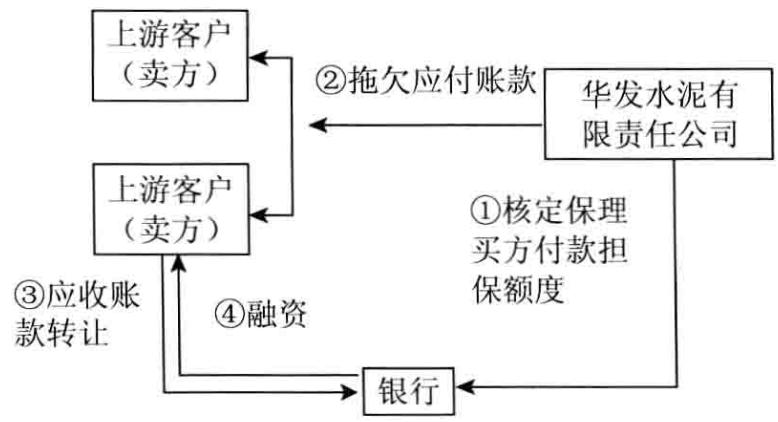 上游客户
（卖方）
②拖欠应付账款
华发水泥有
限责任公司
上游客户
（卖方）
①核定保理
买方付款担
保额度
③应收账
款转让
④融资
银行